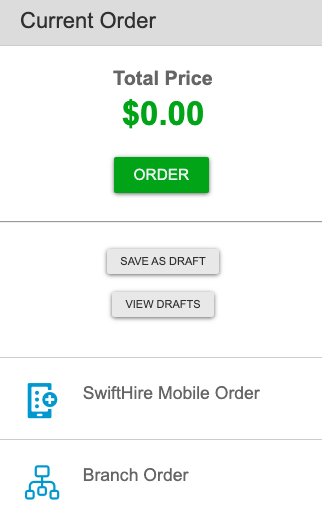 Current Order
Total Price
$0.00
ORDER
SAVE AS DRAFT
VIEW DRAFTS
SwiftHire Mobile Order
Branch Order